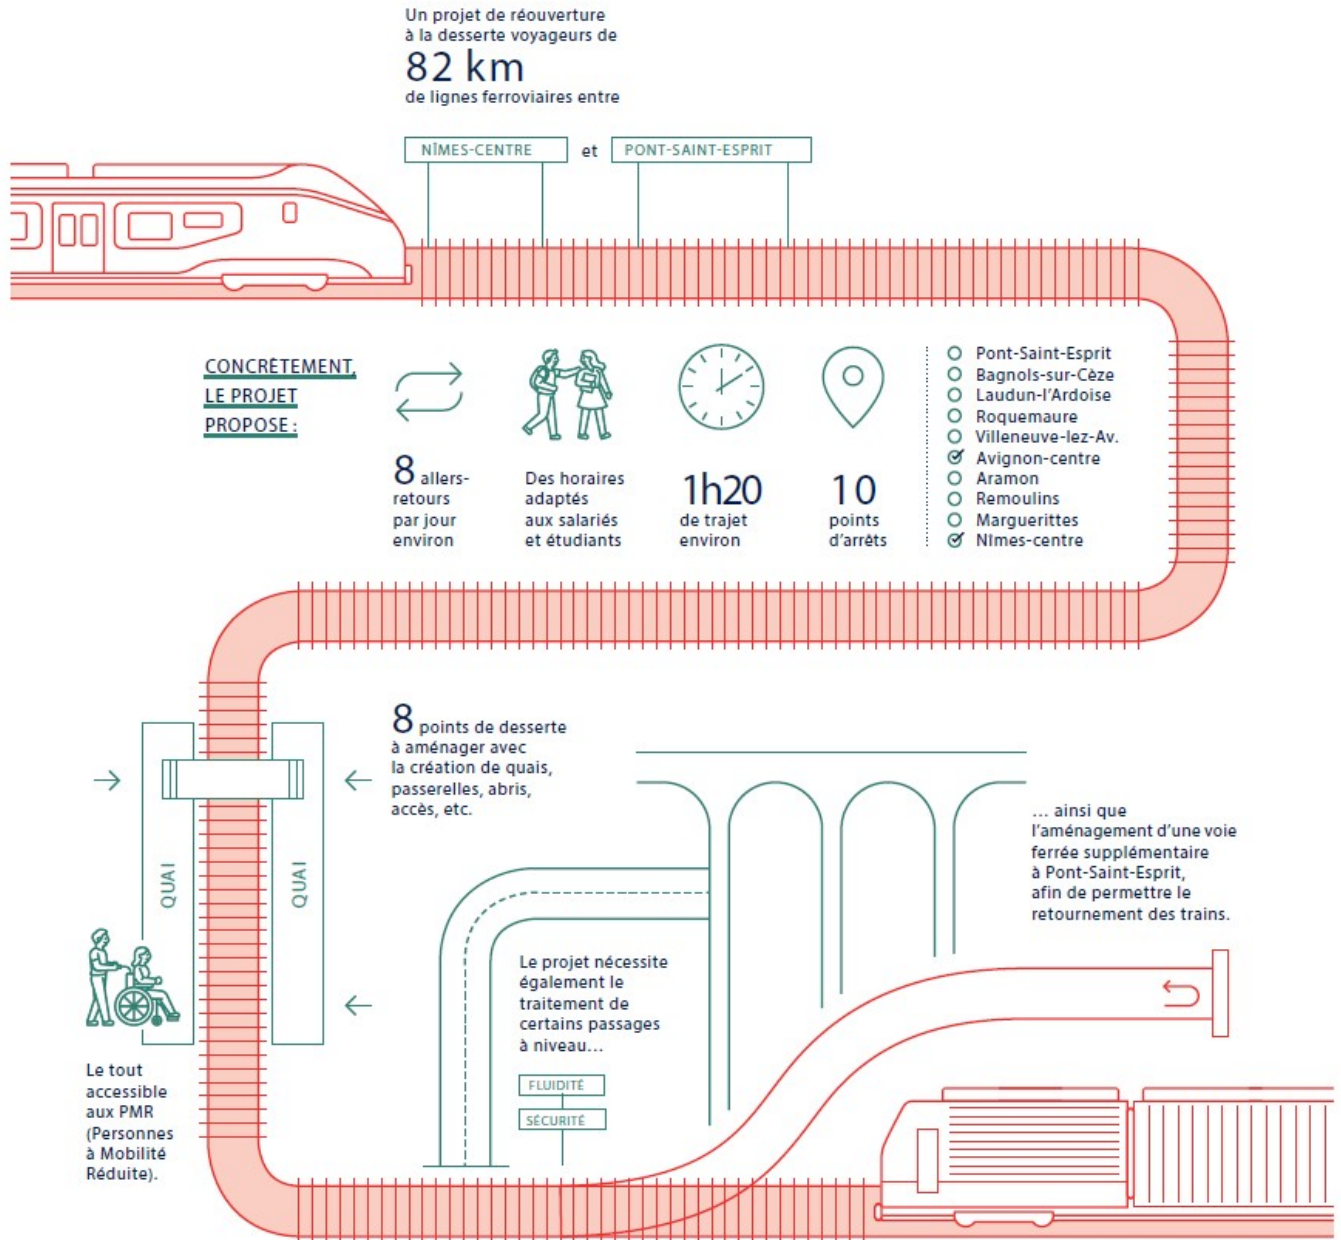 Un projet de réouverture
à la desserte voyageurs de
82 km
de lignes ferroviaires entre
NÎMES-CENTRE et PONT-SAINT-ESPRIT
CONCRÈTEMENT,
LE PROJET
PROPOSE :
8 allers-
retours
par jour
environ
Des horaires
adaptés
aux salariés
et étudiants
1h20
de trajet
environ
10
points
d'arrêts
Pont-Saint-Esprit
Bagnols-sur-Cèze
Laudun-l'Ardoise
Roquemaure
Villeneuve-lez-Av.
Avignon-centre
Aramon
Remoulins
Marguerittes
Nîmes-centre
8 points de desserte
à aménager avec
la création de quais,
passerelles, abris,
accès, etc.
QUAI
QUAI
Le tout
accessible
aux PMR
(Personnes
à Mobilité
Réduite).
Le projet nécessite
également le
traitement de
certains passages
à niveau...
FLUIDITÉ
SÉCURITÉ
... ainsi que
l'aménagement d'une voie
ferrée supplémentaire
à Pont-Saint-Esprit,
afin de permettre le
retournement des trains.